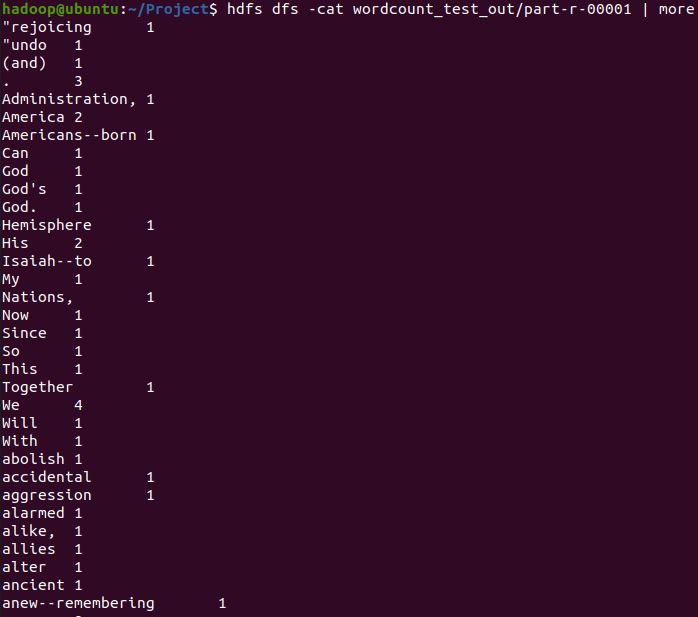 hadoop@ubuntu:~/Project$ hdfs dfs -cat wordcount_test_out/part-r-00001 | more
"rejoicing	1
"undo	1
(and)	1
.	3
Administration,	1
America	2
Americans--born	1
Can	1
God	1
God's	1
God.	1
Hemisphere	1
His	2
Isaiah--to	1
My	1
Nations,	1
Now	1
Since	1
So	1
This	1
Together	1
We	4
Will	1
With	1
abolish	1
accidental	1
aggression	1
alarmed	1
alike,	1
allies	1
alter	1
ancient	1
anew--remembering	1